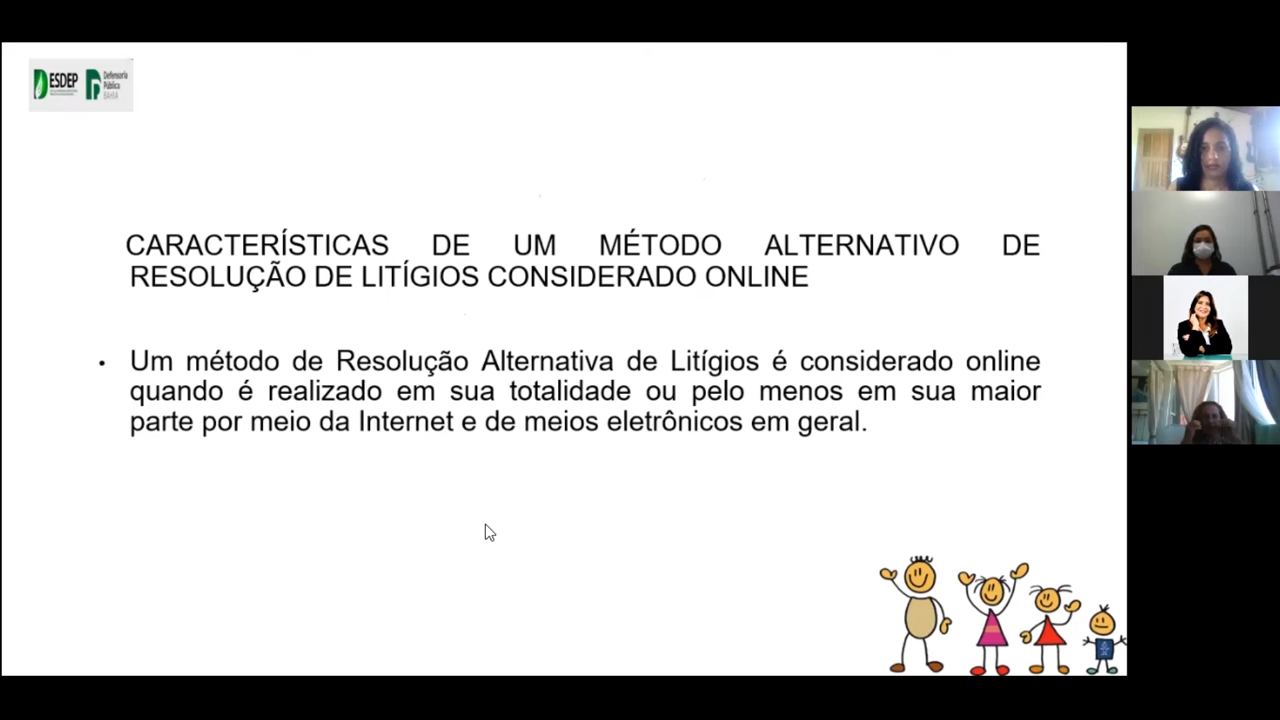 ESDEP
Defensoria
Pública
BAHIA
CARACTERÍSTICAS DE UM MÉTODO ALTERNATIVO DE
RESOLUÇÃO DE LITÍGIOS CONSIDERADO ONLINE
• Um método de Resolução Alternativa de Litígios é considerado online
quando é realizado em sua totalidade ou pelo menos em sua maior
parte por meio da Internet e de meios eletrônicos em geral.